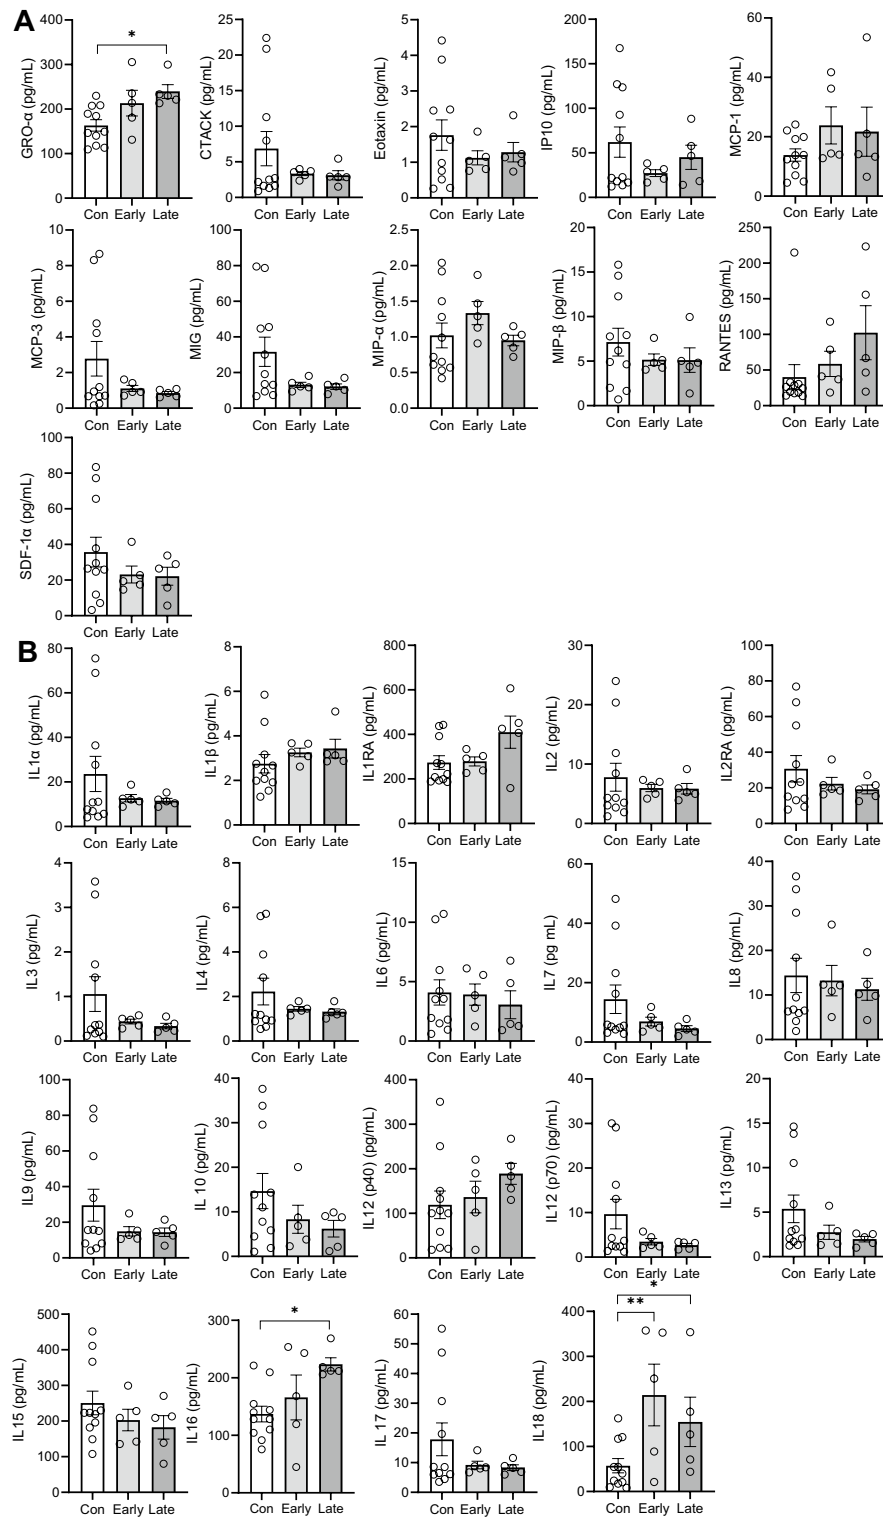 A
GRO-α (pg/mL)
400
300
200
100
0
*
Con Early Late
CTACK (pg/mL)
25
20
15
10
5
0
Con Early Late
Eotaxin (pg/mL)
5
4
3
2
1
0
Con Early Late
IP10 (pg/mL)
200
150
100
50
0
Con Early Late
MCP-1 (pg/mL)
60
40
20
0
Con Early Late
MCP-3 (pg/mL)
10
8
6
4
2
0
Con Early Late
MIG (pg/mL)
100
80
60
40
20
0
Con Early Late
MIP-α (pg/mL)
2.5
2.0
1.5
1.0
0.5
0.0
Con Early Late
MIP-β (pg/mL)
20
15
10
5
0
Con Early Late
RANTES (pg/mL)
250
200
150
100
50
0
Con Early Late
SDF-1α (pg/mL)
100
80
60
40
20
0
Con Early Late
B
IL1α (pg/mL)
80
60
40
20
0
Con Early Late
IL1β (pg/mL)
8
6
4
2
0
Con Early Late
IL1RA (pg/mL)
800
600
400
200
0
Con Early Late
IL2 (pg/mL)
30
20
10
0
Con Early Late
IL2RA (pg/mL)
100
80
60
40
20
0
Con Early Late
IL3 (pg/mL)
4
3
2
1
0
Con Early Late
IL4 (pg/mL)
8
6
4
2
0
Con Early Late
IL6 (pg/mL)
15
10
5
0
Con Early Late
IL7 (pg mL)
60
40
20
0
Con Early Late
IL8 (pg/mL)
40
30
20
10
0
Con Early Late
IL9 (pg/mL)
100
80
60
40
20
0
Con Early Late
IL 10 (pg/mL)
40
30
20
10
0
Con Early Late
IL12 (p40) (pg/mL)
400
300
200
100
0
Con Early Late
IL12 (p70) (pg/mL)
40
30
20
10
0
Con Early Late
IL13 (pg/mL)
20
15
10
5
0
Con Early Late
IL15 (pg/mL)
500
400
300
200
100
0
Con Early Late
IL16 (pg/mL)
300
200
100
0
*
Con Early Late
IL 17 (pg/mL)
60
50
40
30
20
10
0
Con Early Late
IL18 (pg/mL)
400
300
200
100
0
*
**
Con Early Late